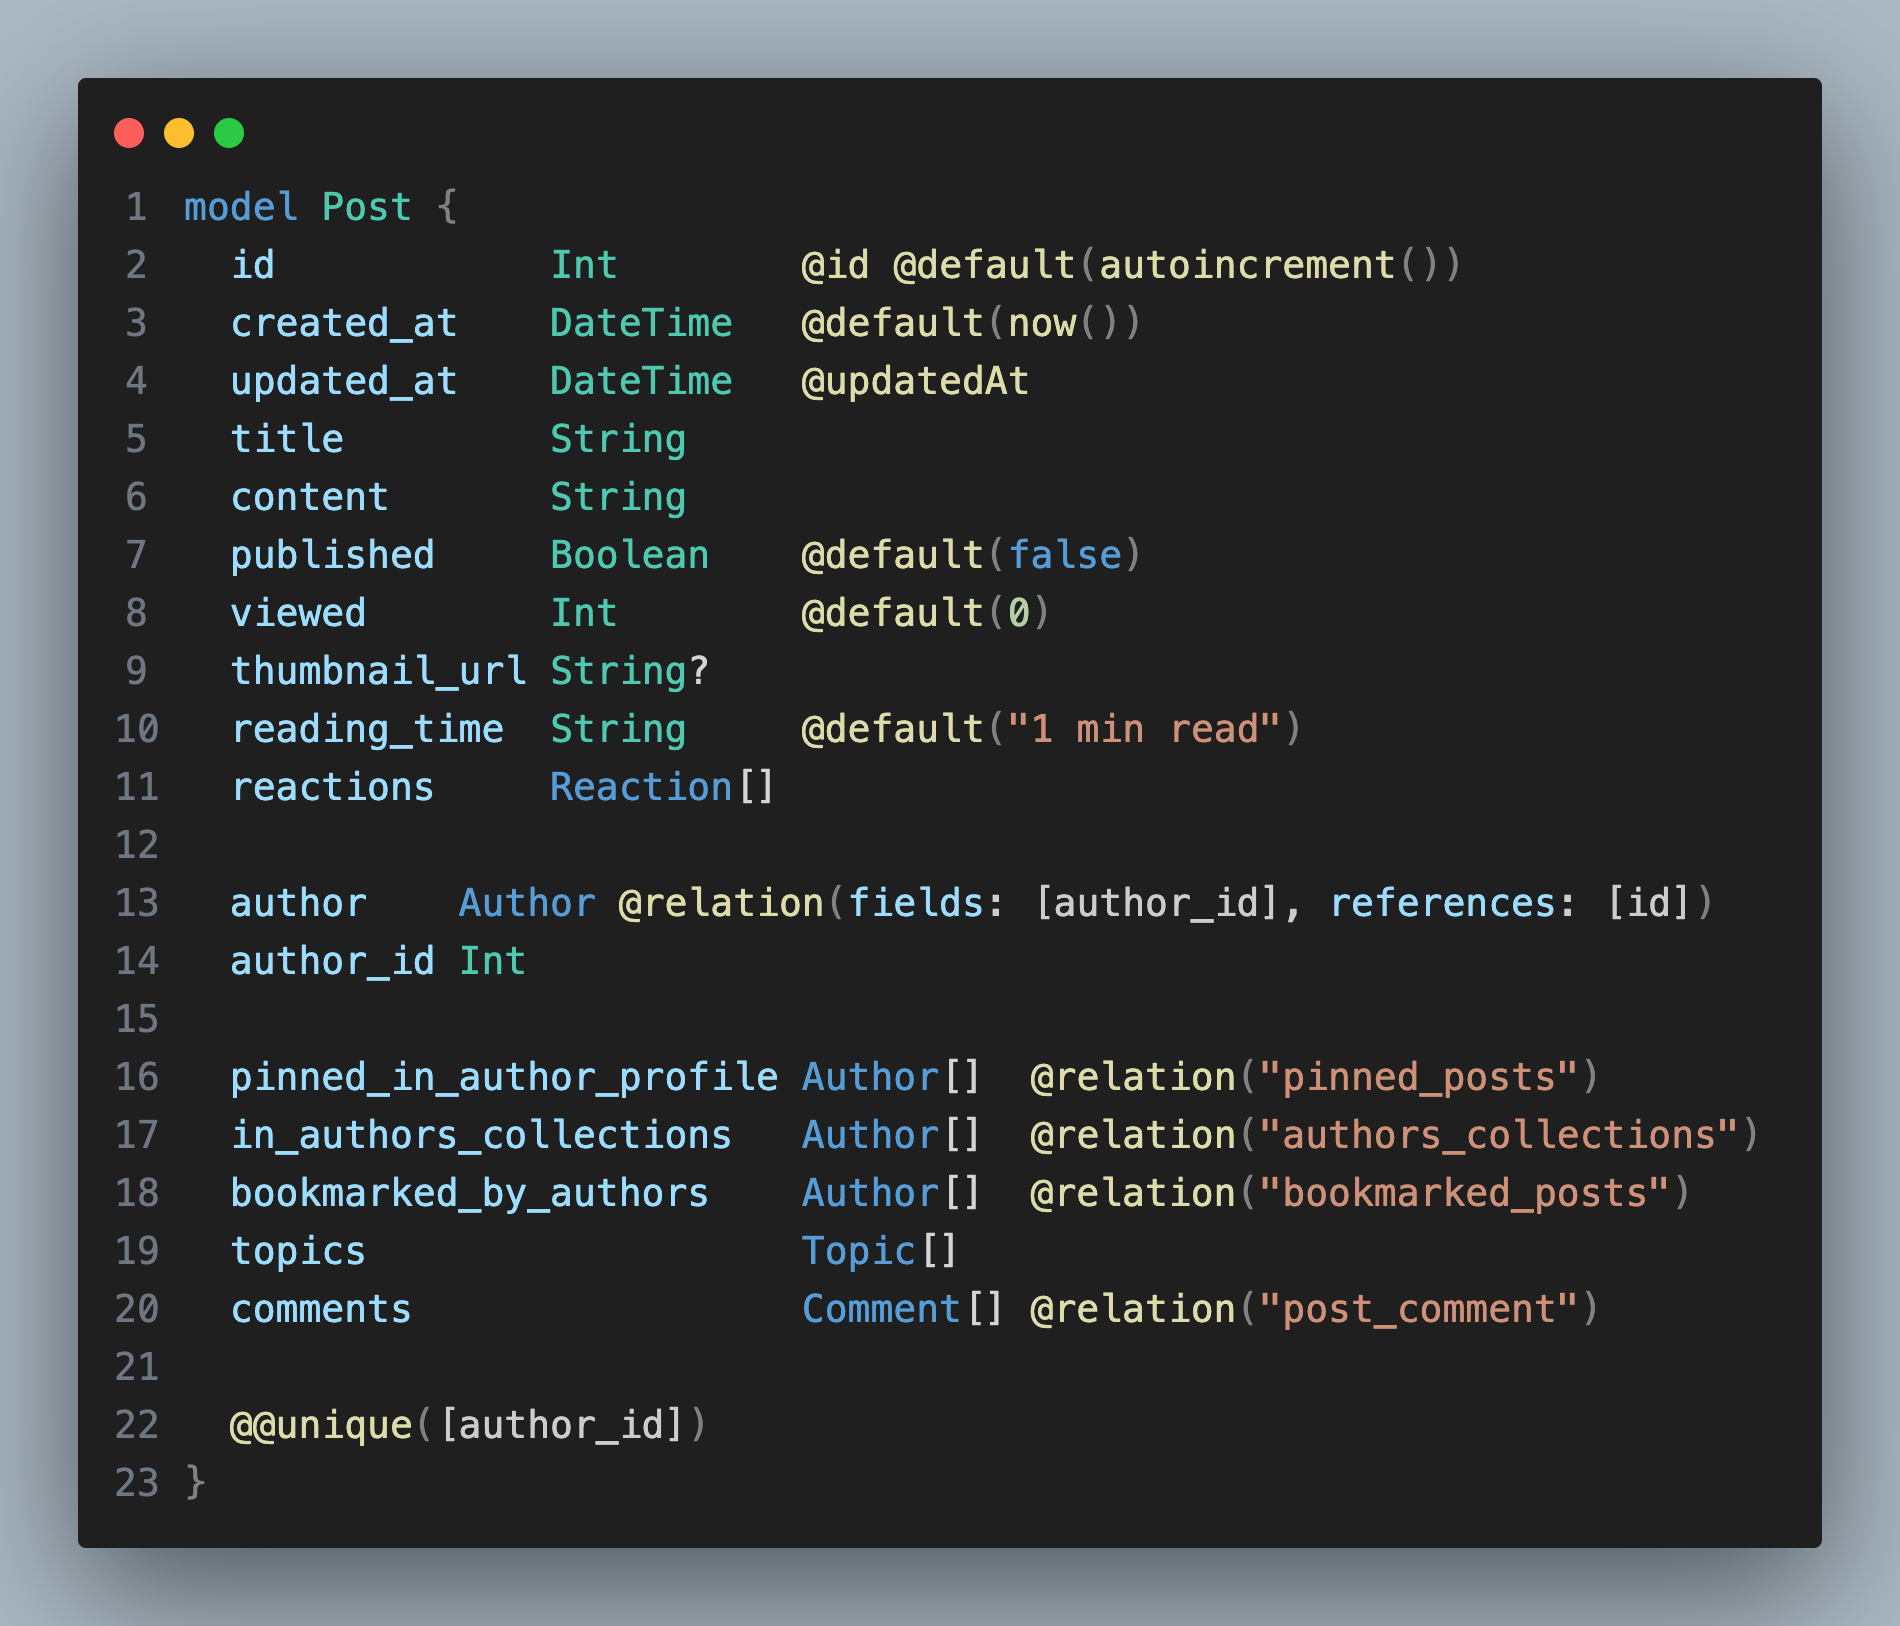 1 model Post {
2   id            Int        @id @default(autoincrement())
3   created_at    DateTime   @default(now())
4   updated_at    DateTime   @updatedAt
5   title         String
6   content       String
7   published     Boolean    @default(false)
8   viewed        Int        @default(0)
9   thumbnail_url String?
10   reading_time  String     @default("1 min read")
11   reactions     Reaction[]
12
13   author    Author @relation(fields: [author_id], references: [id])
14   author_id Int
15
16   pinned_in_author_profile Author[]  @relation("pinned_posts")
17   in_authors_collections   Author[]  @relation("authors_collections")
18   bookmarked_by_authors    Author[]  @relation("bookmarked_posts")
19   topics                   Topic[]
20   comments                 Comment[] @relation("post_comment")
21
22   @@unique([author_id])
23 }